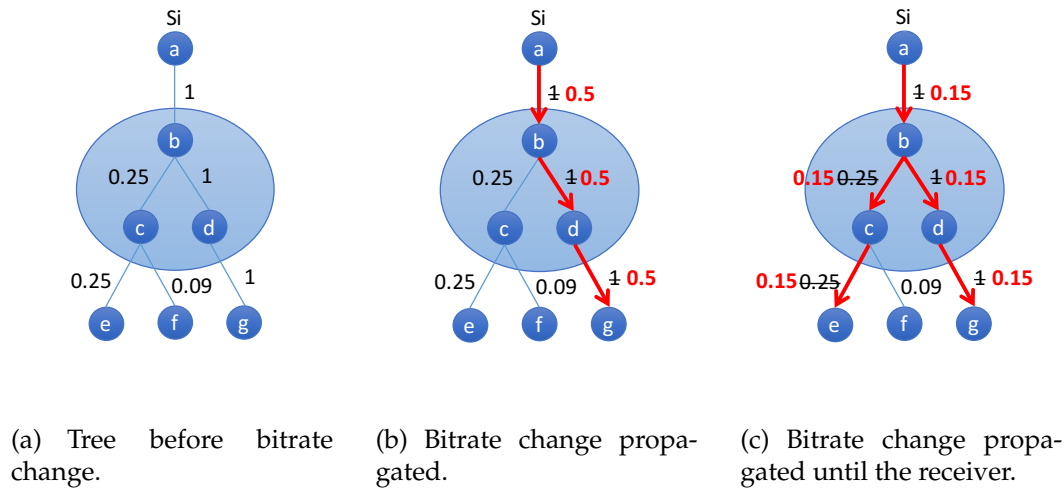 Si
a
1
b
0.25
1
c
d
0.25
0.09
1
e
f
g
Si
a
1 0.5
b
0.25
1 0.5
c
d
0.25
0.09
1 0.5
e
f
g
Si
a
1 0.15
b
0.15 0.25
1 0.15
c
d
0.15 0.25
0.09
1 0.15
e
f
g
(a) Tree before bitrate
change.
(b) Bitrate change propa-
gated.
(c) Bitrate change propa-
gated until the receiver.